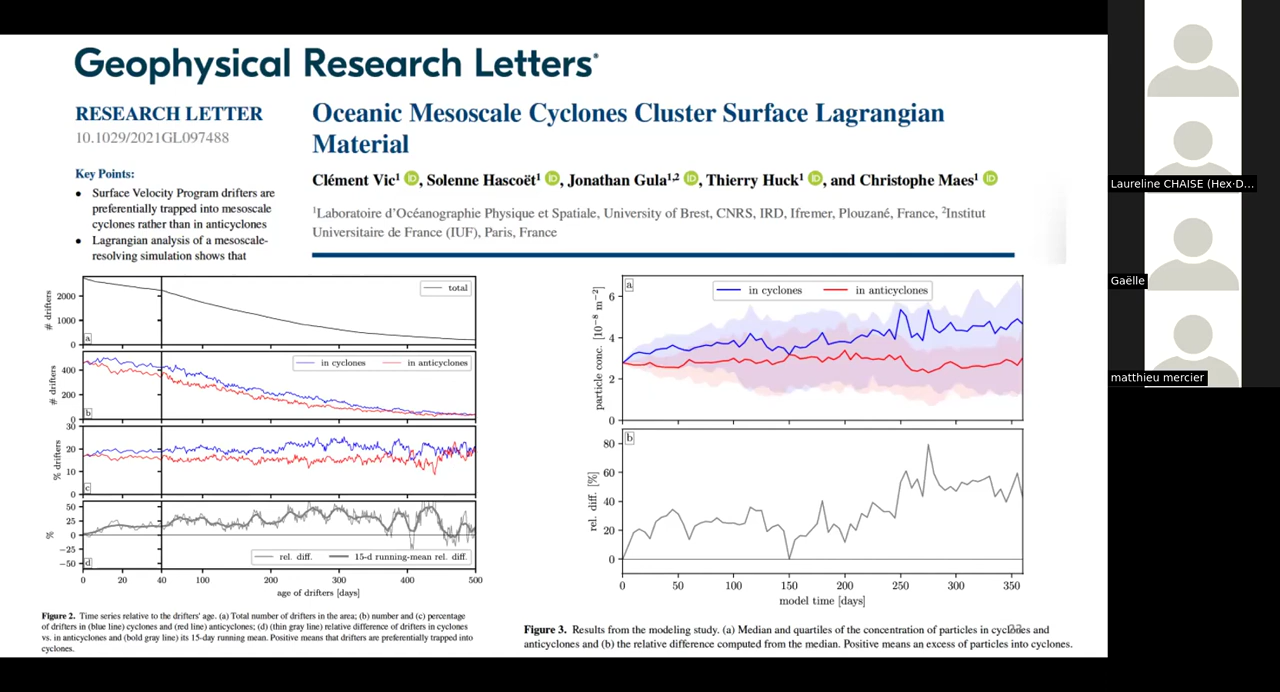 Geophysical Research Letters®
RESEARCH LETTER
10.1029/2021GL097488
Key Points:
• Surface Velocity Program drifters are
preferentially trapped into mesoscale
cyclones rather than in anticyclones
• Lagrangian analysis of a mesoscale-
resolving simulation shows that
Oceanic Mesoscale Cyclones Cluster Surface Lagrangian
Material
Clément Vic¹ iD, Solenne Hascoët¹ iD, Jonathan Gula¹,² iD, Thierry Huck¹ iD, and Christophe Maes¹ iD
¹Laboratoire d’Océanographie Physique et Spatiale, University of Brest, CNRS, IRD, Ifremer, Plouzané, France, ²Institut
Universitaire de France (IUF), Paris, France
# drifters
2000
1000
0
a
total
# drifters
400
200
0
b
in cyclones
in anticyclones
% drifters
30
20
10
0
c
%
50
25
0
−25
−50
d
rel. diff.
15-d running-mean rel. diff.
0 20 40 100 200 300 400 500
age of drifters [days]
Figure 2. Time series relative to the drifters' age. (a) Total number of drifters in the area; (b) number and (c) percentage
of drifters in (blue line) cyclones and (red line) anticyclones; (d) (thin gray line) relative difference of drifters in cyclones
vs. in anticyclones and (bold gray line) its 15-day running mean. Positive means that drifters are preferentially trapped into
cyclones.
particle conc. [10⁻⁸ m⁻²]
6
4
2
0
a
in cyclones
in anticyclones
rel. diff. [%]
80
60
40
20
0
b
0 50 100 150 200 250 300 350
model time [days]
Figure 3. Results from the modeling study. (a) Median and quartiles of the concentration of particles in cyclones and
anticyclones and (b) the relative difference computed from the median. Positive means an excess of particles into cyclones.
Laureline CHAISE (Hex·D...
Gaëlle
matthieu mercier